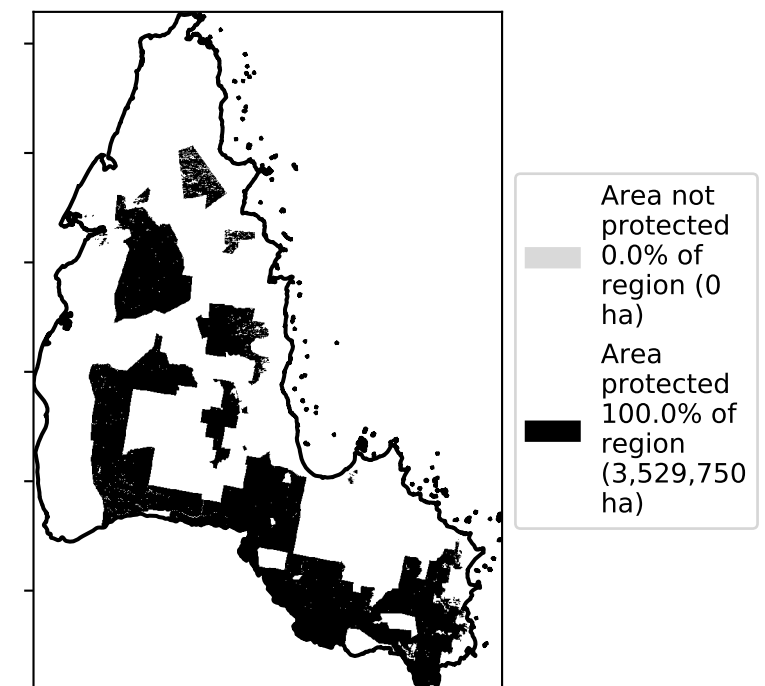 Area not
protected
0.0% of
region (0
ha)
Area
protected
100.0% of
region
(3,529,750
ha)